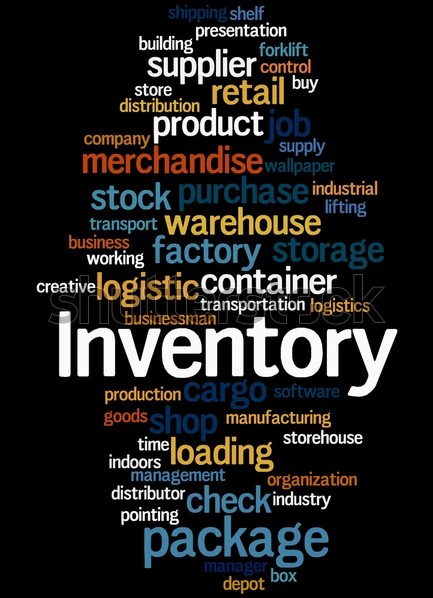 shipping shelf
presentation
building forklift
supplier control
store retail buy
distribution
product job
company supply
merchandise wallpaper
stock purchase industrial
lifting
transport warehouse
business factory storage
working
creative logistic container
transportation logistics
shutterstock
businessman
Inventory
production cargo software
goods shop manufacturing
time loading storehouse
indoors
management organization
distributor check industry
pointing
package
manager box
depot